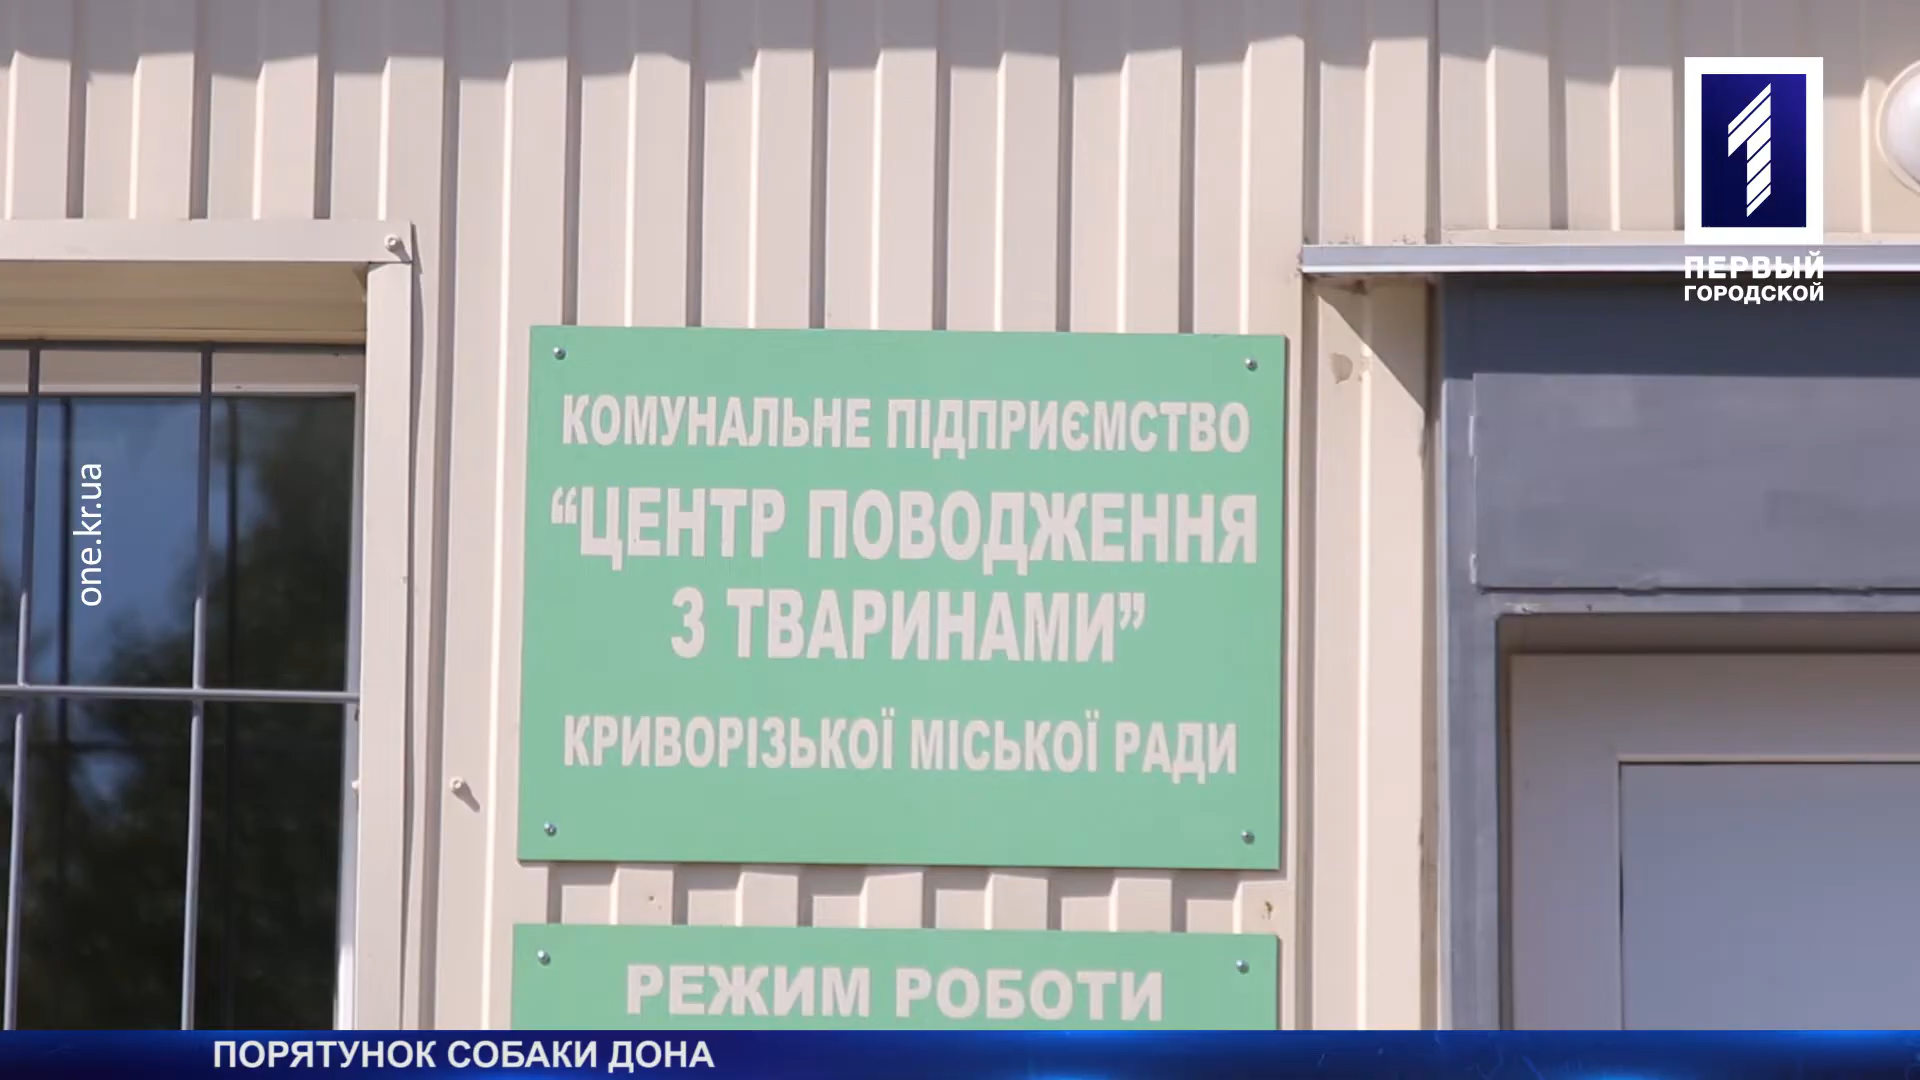 ПЕРВЫЙ
ГОРОДСКОЙ
one.kr.ua
КОМУНАЛЬНЕ ПІДПРИЄМСТВО
“ЦЕНТР ПОВОДЖЕННЯ
З ТВАРИНАМИ”
КРИВОРІЗЬКОЇ МІСЬКОЇ РАДИ
РЕЖИМ РОБОТИ
ПОРЯТУНОК СОБАКИ ДОНА